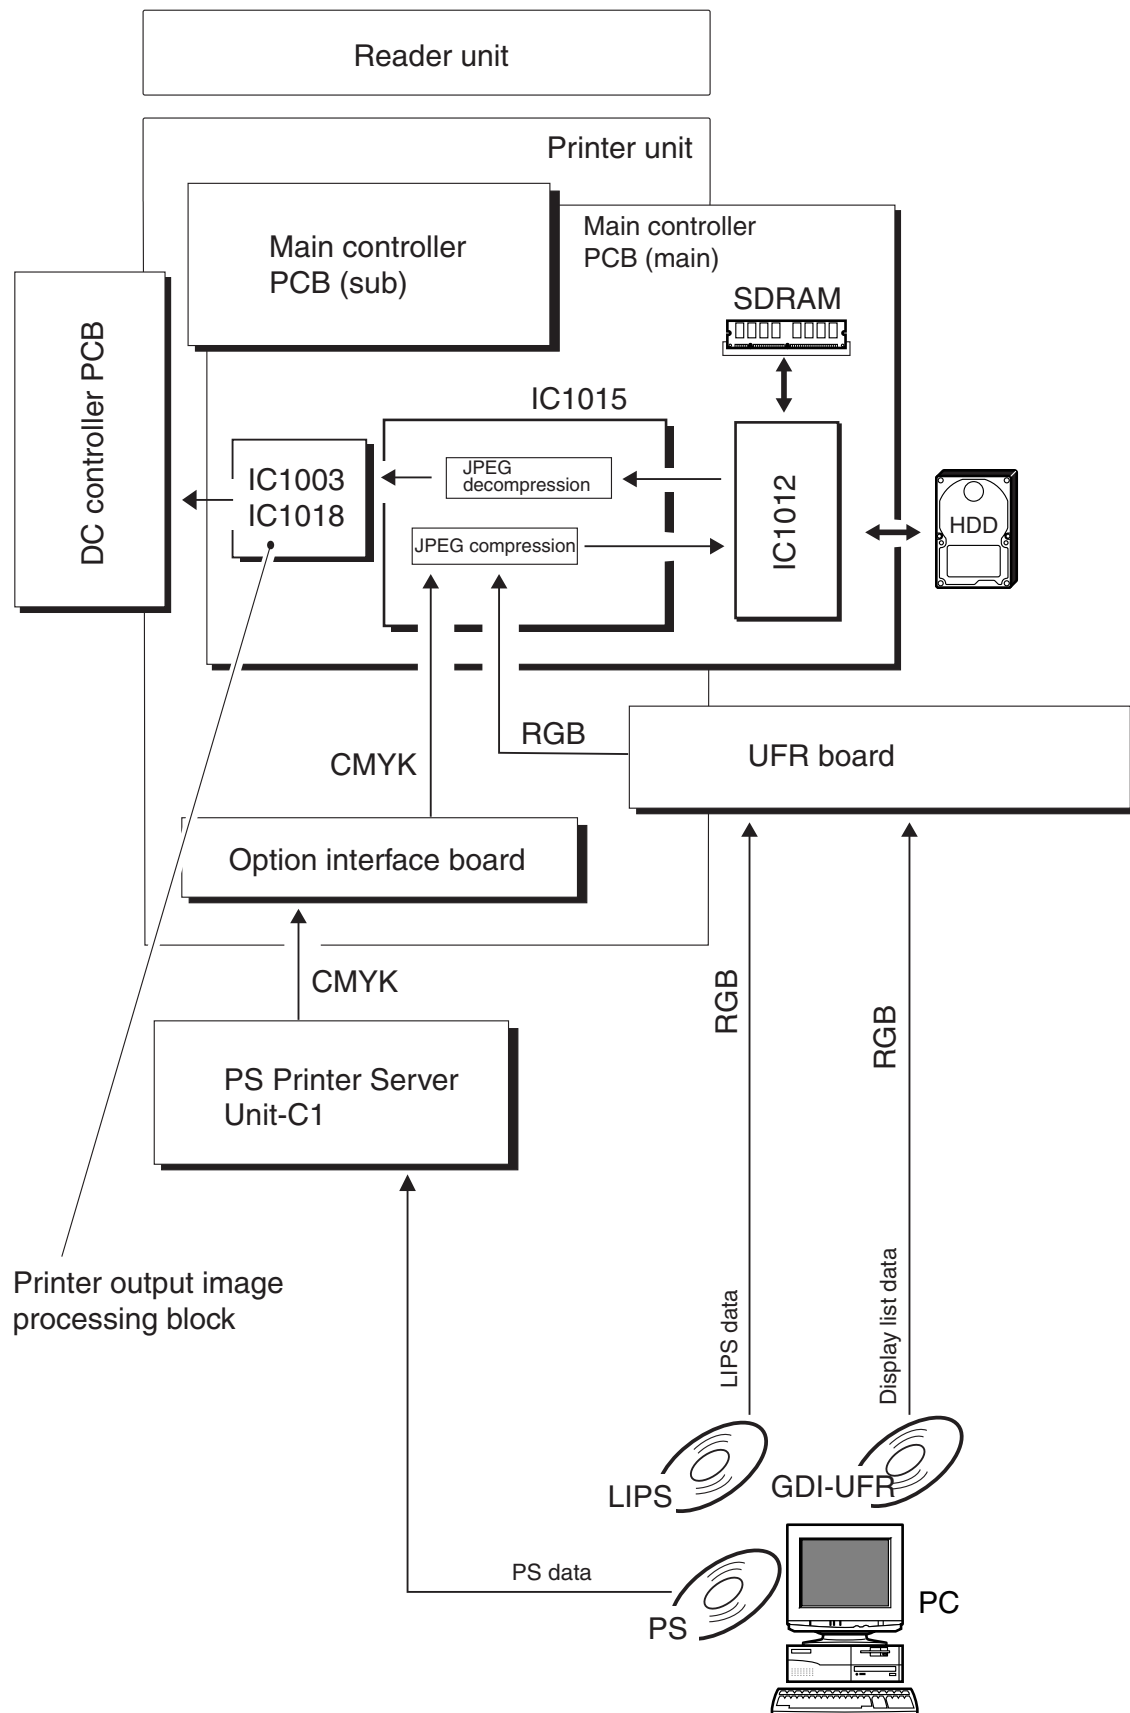 Reader unit
Printer unit
Main controller
PCB (sub)
Main controller
PCB (main)
SDRAM
DC controller PCB
IC1015
IC1003
IC1018
JPEG
decompression
JPEG compression
IC1012
HDD
RGB
UFR board
CMYK
Option interface board
CMYK
RGB
RGB
PS Printer Server
Unit-C1
Printer output image
processing block
LIPS data
Display list data
LIPS
GDI-UFR
PS data
PS
PC